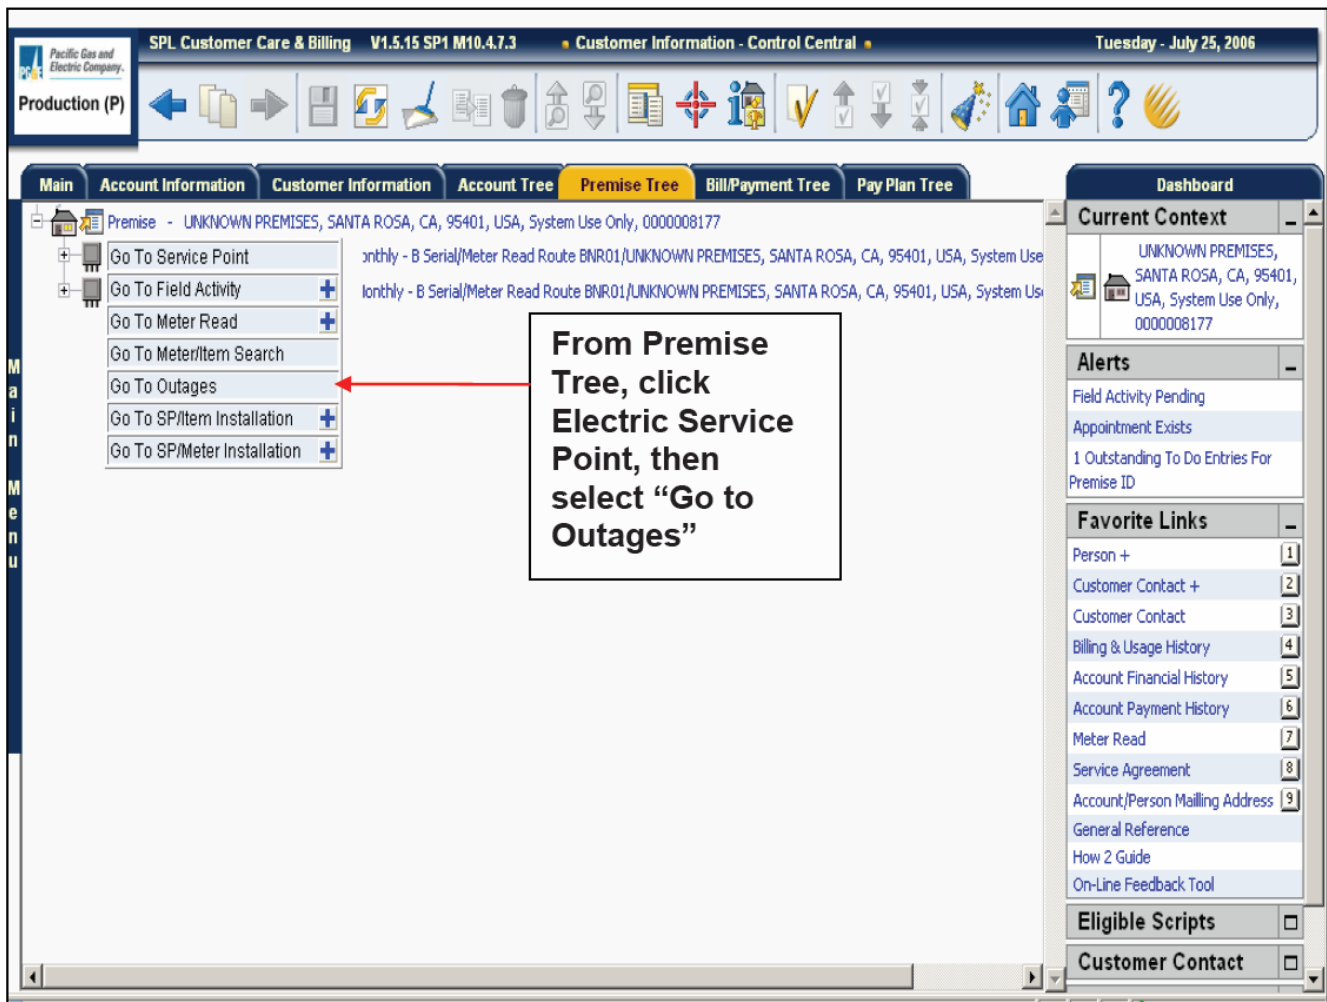 Pacific Gas and
Electric Company.
PG&E
Production (P)
SPL Customer Care & Billing V1.5.15 SP1 M10.4.7.3 Customer Information - Control Central Tuesday - July 25, 2006
Main Account Information Customer Information Account Tree Premise Tree Bill/Payment Tree Pay Plan Tree
Main Menu
Premise - UNKNOWN PREMISES, SANTA ROSA, CA, 95401, USA, System Use Only, 0000008177
Go To Service Point
onthly - B Serial/Meter Read Route BNR01/UNKNOWN PREMISES, SANTA ROSA, CA, 95401, USA, System Use
Go To Field Activity +
lonthly - B Serial/Meter Read Route BNR01/UNKNOWN PREMISES, SANTA ROSA, CA, 95401, USA, System Us
Go To Meter Read +
Go To Meter/Item Search
Go To Outages
Go To SP/Item Installation +
Go To SP/Meter Installation +
From Premise
Tree, click
Electric Service
Point, then
select “Go to
Outages”
Dashboard
Current Context
UNKNOWN PREMISES,
SANTA ROSA, CA, 95401,
USA, System Use Only,
0000008177
Alerts
Field Activity Pending
Appointment Exists
1 Outstanding To Do Entries For
Premise ID
Favorite Links
Person + 1
Customer Contact + 2
Customer Contact 3
Billing & Usage History 4
Account Financial History 5
Account Payment History 6
Meter Read 7
Service Agreement 8
Account/Person Mailing Address 9
General Reference
How 2 Guide
On-Line Feedback Tool
Eligible Scripts
Customer Contact